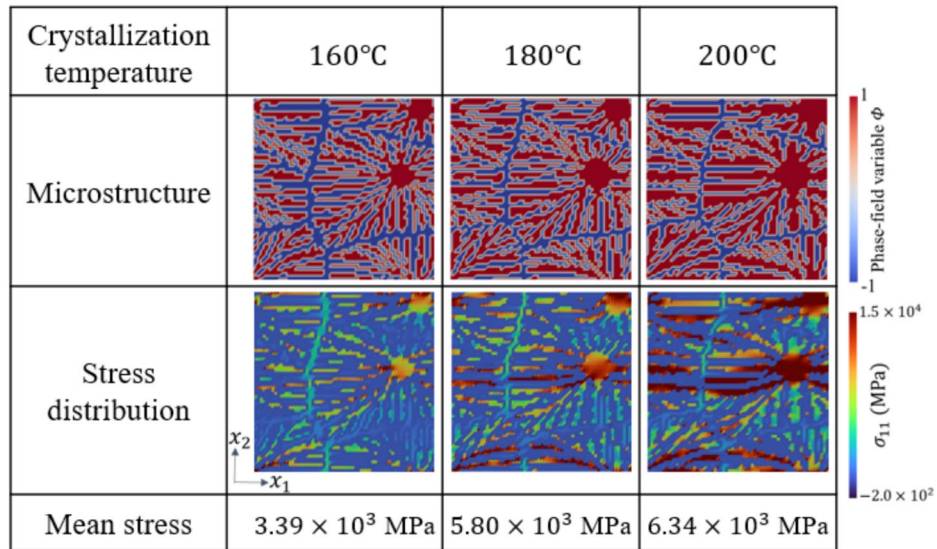 Crystallization temperature
160°C
180°C
200°C
Microstructure
1
Phase-field variable Φ
-1
Stress distribution
x₂
x₁
1.5 × 10⁴
σ₁₁ (MPa)
−2.0 × 10²
Mean stress
3.39 × 10³ MPa
5.80 × 10³ MPa
6.34 × 10³ MPa